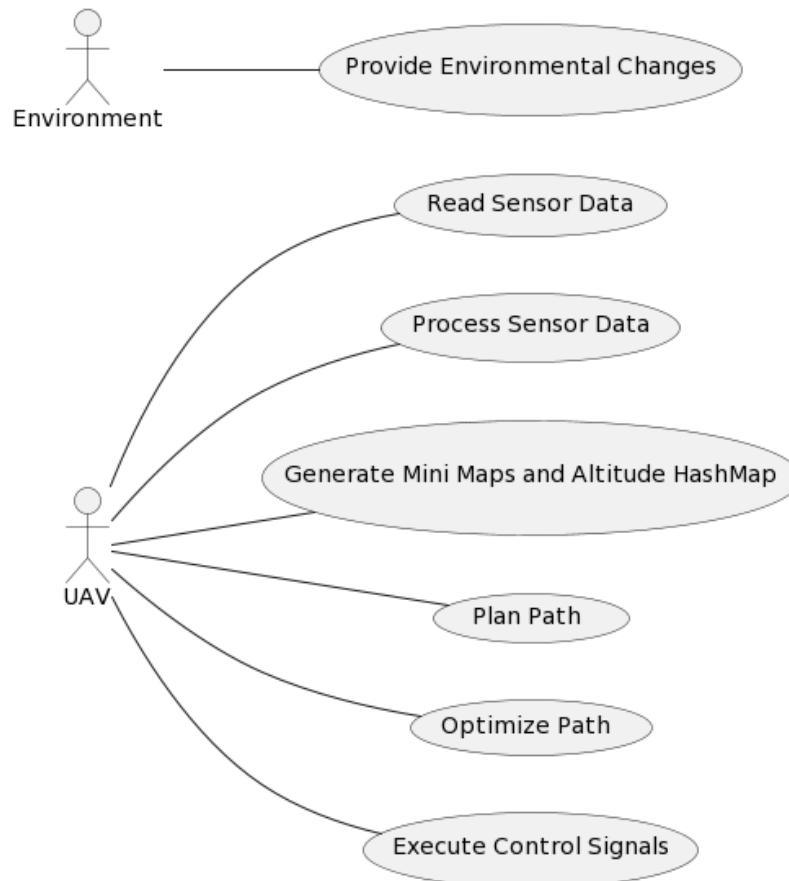 Provide Environmental Changes
Environment
Read Sensor Data
Process Sensor Data
Generate Mini Maps and Altitude HashMap
UAV
Plan Path
Optimize Path
Execute Control Signals